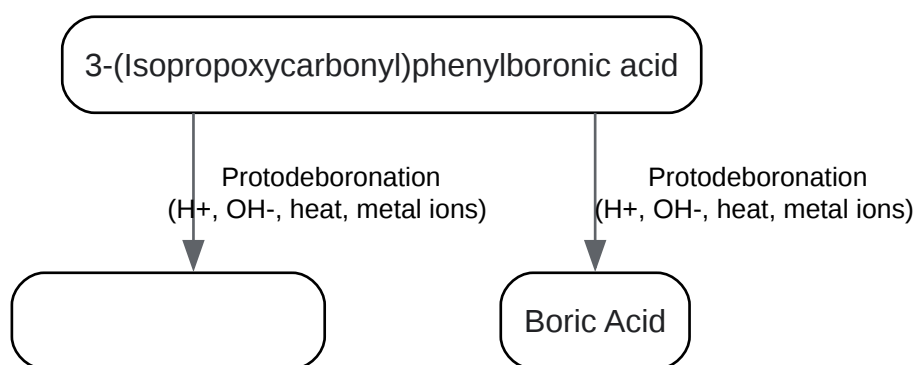 3-(Isopropoxycarbonyl)phenylboronic acid
Protodeboronation
(H+, OH-, heat, metal ions)
Protodeboronation
(H+, OH-, heat, metal ions)
Boric Acid